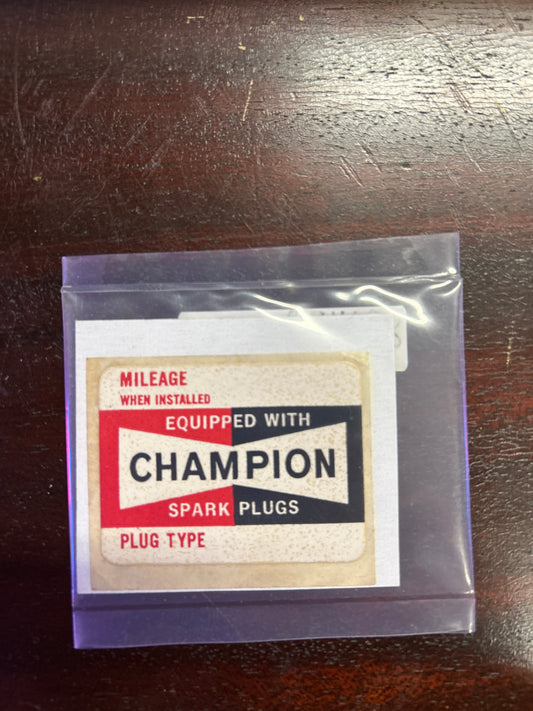 MILEAGE
WHEN INSTALLED
EQUIPPED WITH
CHAMPION
SPARK PLUGS
PLUG TYPE